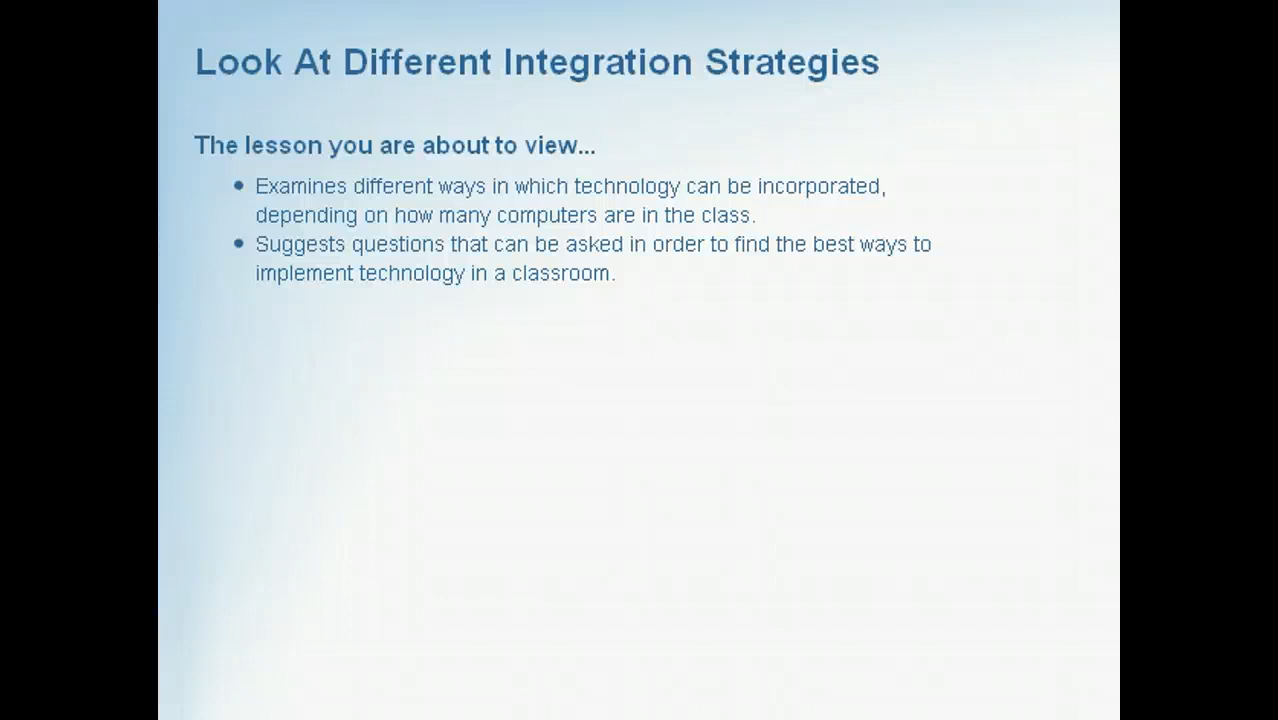 Look At Different Integration Strategies
The lesson you are about to view...
• Examines different ways in which technology can be incorporated,
depending on how many computers are in the class.
• Suggests questions that can be asked in order to find the best ways to
implement technology in a classroom.